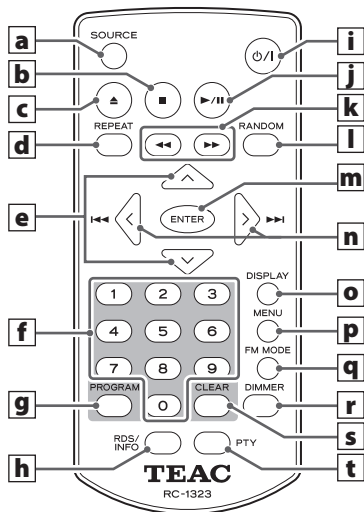 a
SOURCE
i
⏻/I
b
■
▶/II
j
c
▲
k
REPEAT
RANDOM
d
◀◀
▶▶
l
e
I◀◀
ENTER
▶▶I
m
n
DISPLAY
o
1 2 3
MENU
p
f
4 5 6
FM MODE
q
7 8 9
PROGRAM
CLEAR
DIMMER
r
g
0
s
RDS/
INFO
PTY
h
t
TEAC
RC-1323